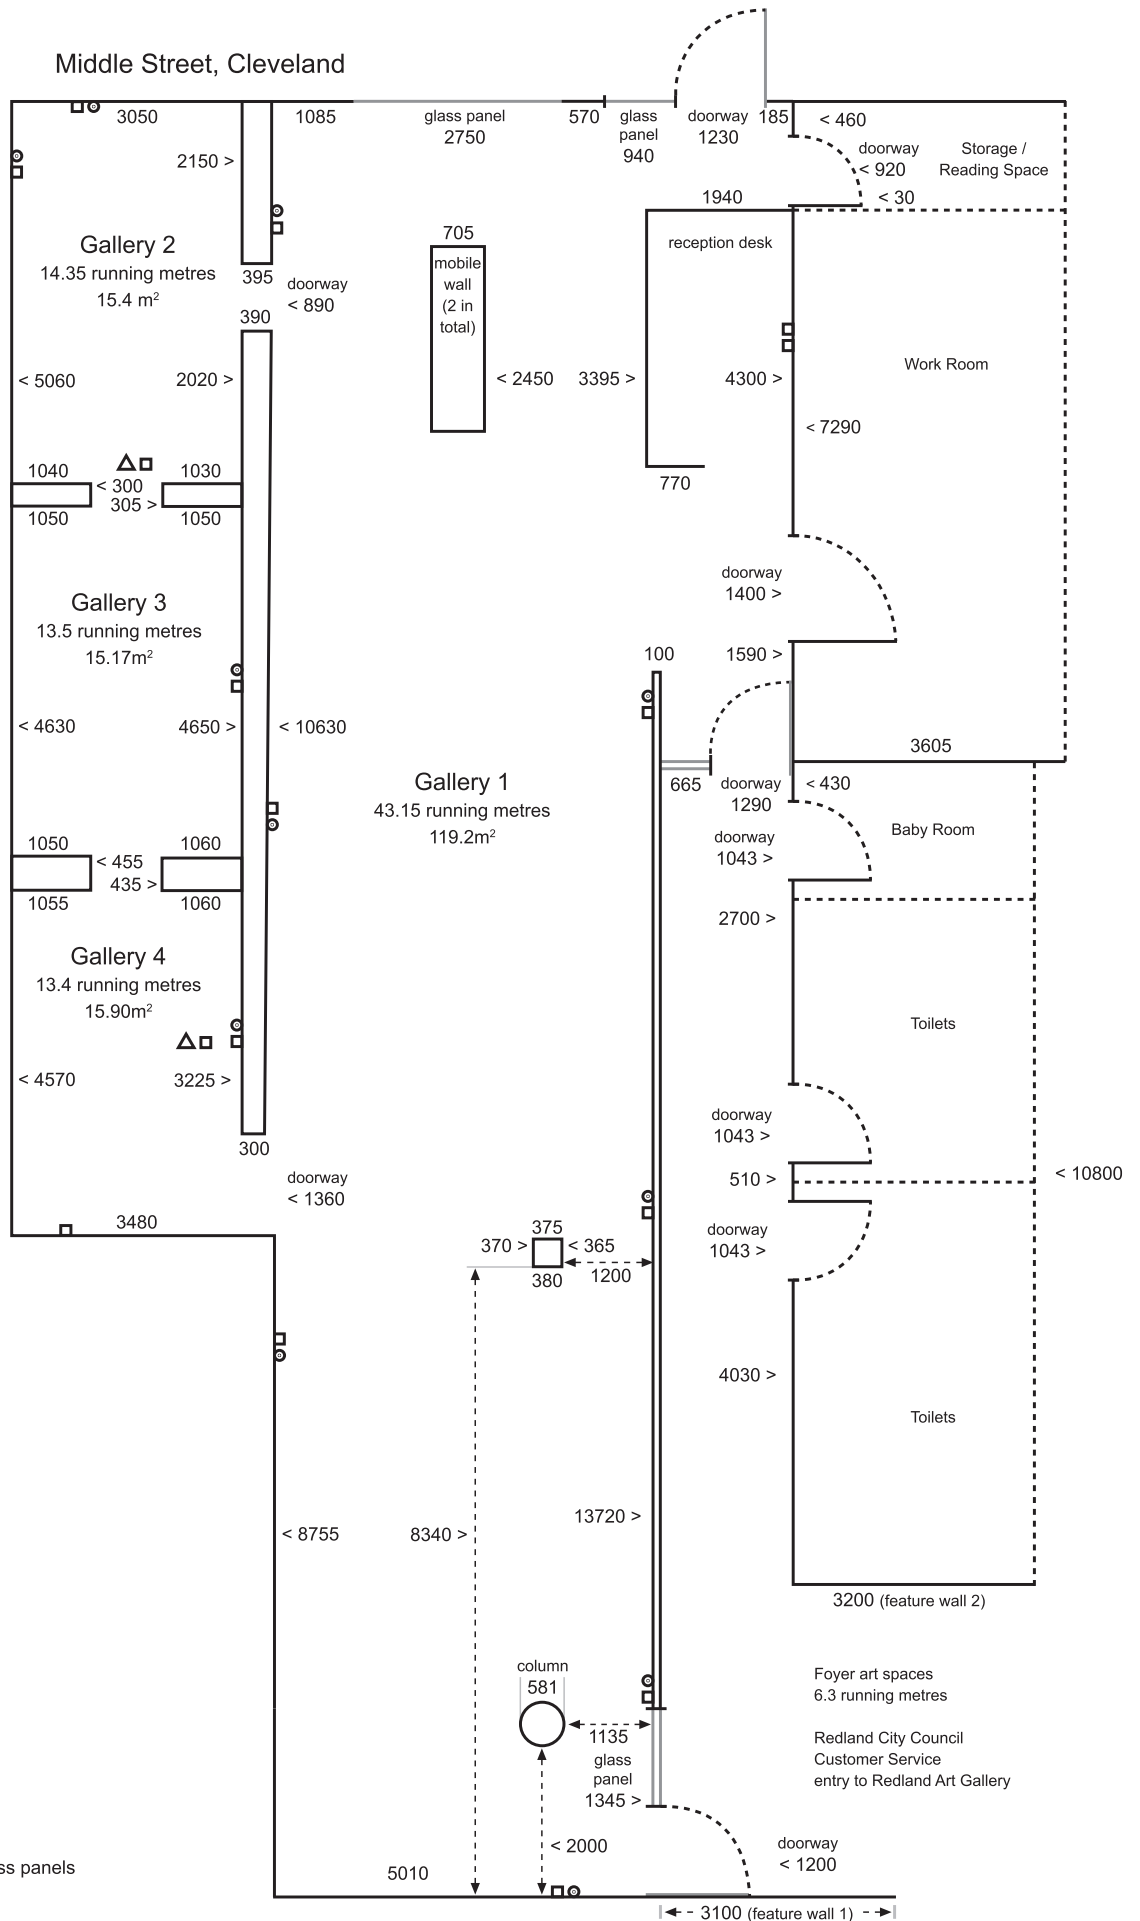 Middle Street, Cleveland
3050
1085
glass panel
2750
570
glass
panel
940
doorway
1230
185
< 460
doorway
< 920
< 30
Storage /
Reading Space
2150 >
1940
reception desk
705
mobile
wall
(2 in
total)
Gallery 2
14.35 running metres
15.4 m²
395
doorway
< 890
390
Work Room
< 5060
2020 >
< 2450
3395 >
4300 >
< 7290
1040
1030
< 300
305 >
1050
1050
770
doorway
1400 >
Gallery 3
13.5 running metres
15.17m²
100
1590 >
< 4630
4650 >
< 10630
3605
Gallery 1
43.15 running metres
119.2m²
665
doorway
1290
< 430
doorway
1043 >
Baby Room
1050
1060
< 455
435 >
1055
1060
2700 >
Gallery 4
13.4 running metres
15.90m²
Toilets
< 4570
3225 >
300
doorway
1043 >
doorway
< 1360
510 >
< 10800
3480
375
370 >
< 365
380
1200
doorway
1043 >
4030 >
Toilets
< 8755
8340 >
13720 >
3200 (feature wall 2)
column
581
1135
glass
panel
1345 >
Foyer art spaces
6.3 running metres
Redland City Council
Customer Service
entry to Redland Art Gallery
< 2000
doorway
< 1200
ss panels
5010
3100 (feature wall 1)